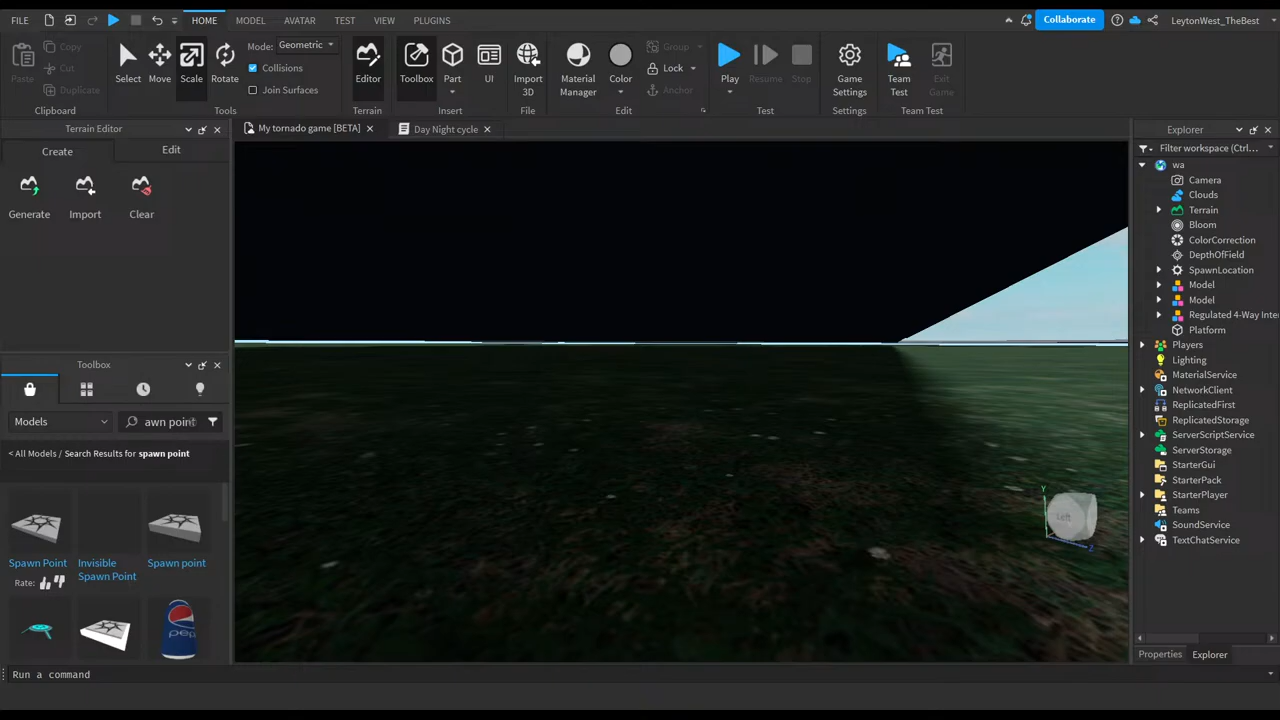 FILE HOME MODEL AVATAR TEST VIEW PLUGINS Collaborate LeytonWest_TheBest
Paste Copy Cut Duplicate
Clipboard
Select Move Scale Rotate
Mode: Geometric
Collisions
Join Surfaces
Tools
Editor
Terrain
Toolbox Part UI
Insert
Import 3D
File
Material Manager Color
Group
Lock
Anchor
Edit
Play Resume Stop
Test
Game Settings
Settings
Team Test Exit Game
Team Test
Terrain Editor
Create Edit
Generate Import Clear
My tornado game [BETA] Day Night cycle
Toolbox
Models awn point
< All Models / Search Results for spawn point
Spawn Point Invisible Spawn Point Spawn point
Rate:
pep
Left
Y
Z
Explorer
Filter workspace (Ctrl...
wa
Camera
Clouds
Terrain
Bloom
ColorCorrection
DepthOfField
SpawnLocation
Model
Model
Regulated 4-Way Inte
Platform
Players
Lighting
MaterialService
NetworkClient
ReplicatedFirst
ReplicatedStorage
ServerScriptService
ServerStorage
StarterGui
StarterPack
StarterPlayer
Teams
SoundService
TextChatService
Properties Explorer
Run a command